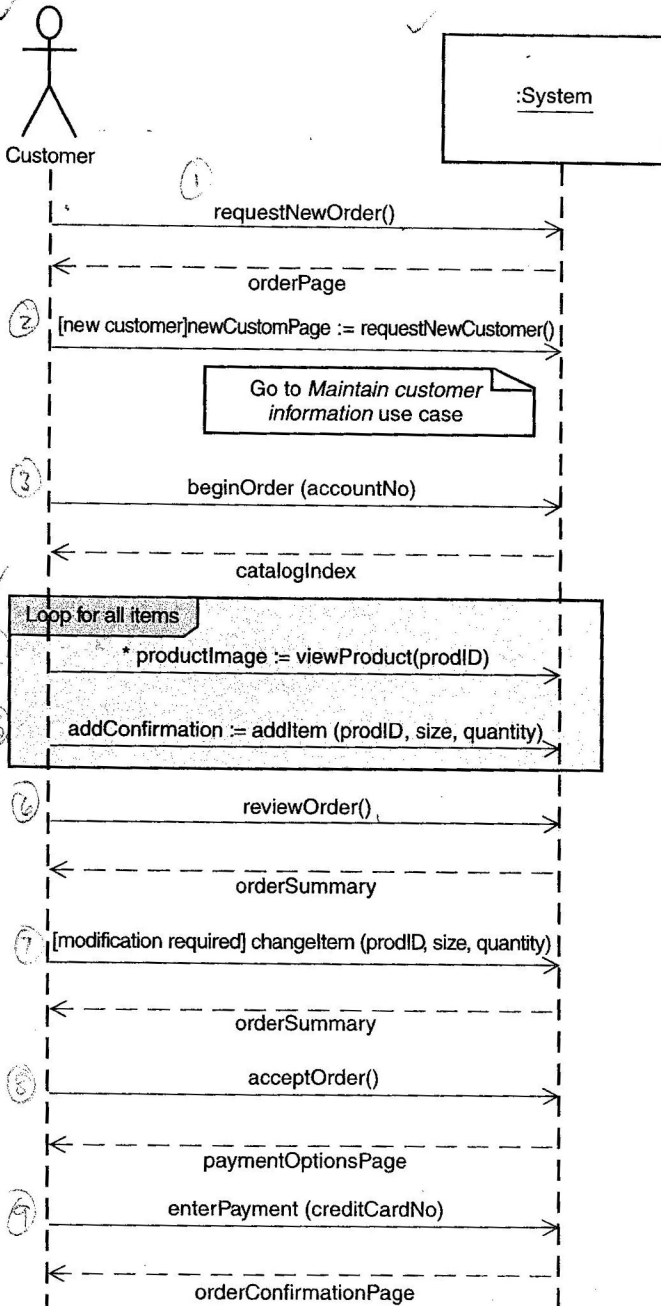 :System
Customer
1
requestNewOrder()
orderPage
2
[new customer]newCustomPage := requestNewCustomer()
Go to Maintain customer
information use case
3
beginOrder (accountNo)
catalogIndex
Loop for all items
* productImage := viewProduct(prodID)
addConfirmation := addItem (prodID, size, quantity)
6
reviewOrder()
orderSummary
7
[modification required] changeItem (prodID, size, quantity)
orderSummary
8
acceptOrder()
paymentOptionsPage
9
enterPayment (creditCardNo)
orderConfirmationPage